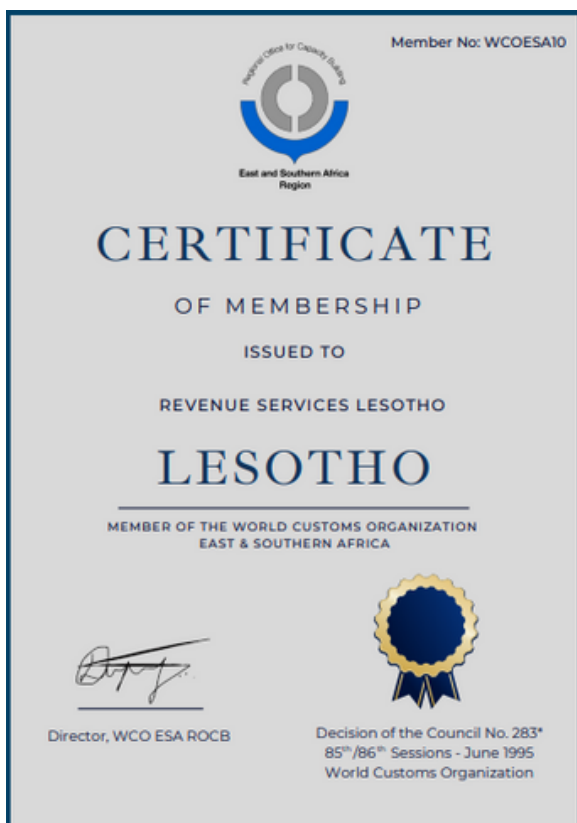 Member No: WCOESA10
Regional Office for Capacity Building
East and Southern Africa
Region
CERTIFICATE
OF MEMBERSHIP
ISSUED TO
REVENUE SERVICES LESOTHO
LESOTHO
MEMBER OF THE WORLD CUSTOMS ORGANIZATION
EAST & SOUTHERN AFRICA
Director, WCO ESA ROCB
Decision of the Council No. 283*
85th/86th Sessions - June 1995
World Customs Organization